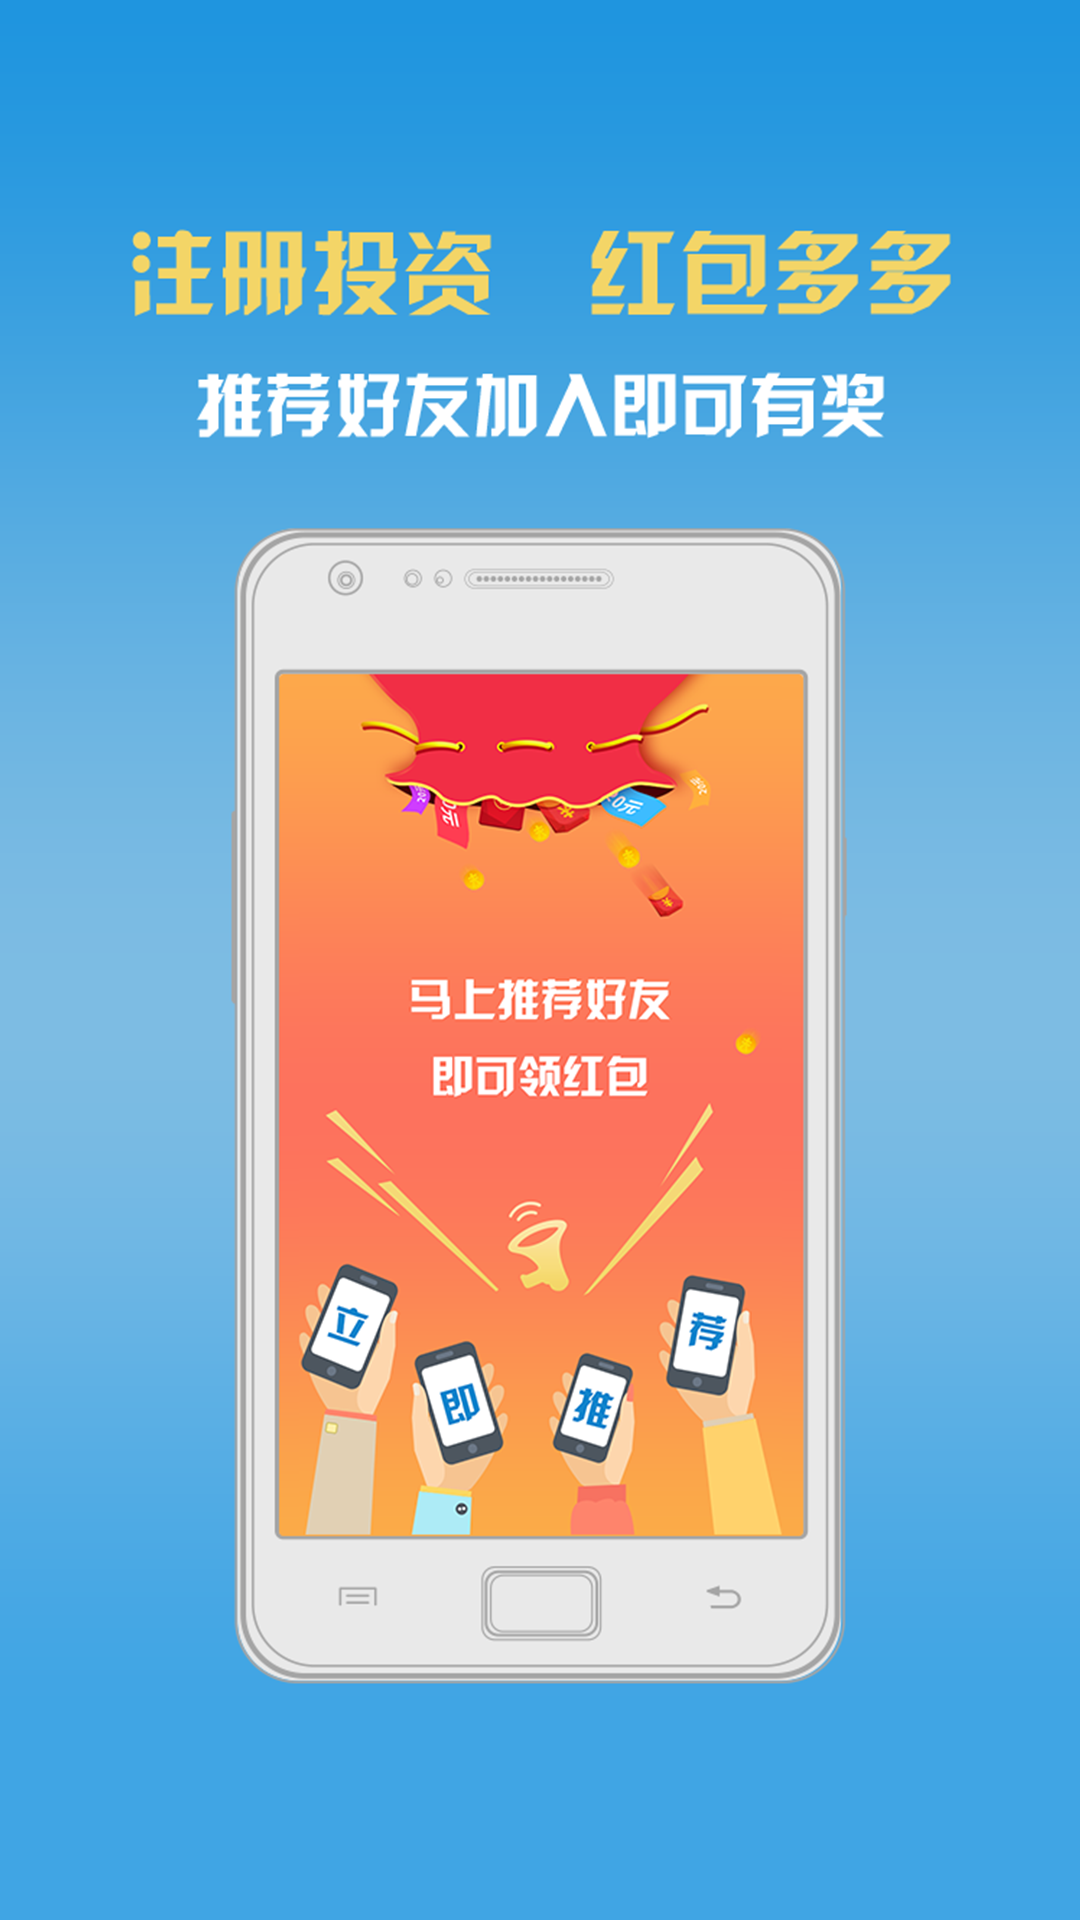 注册投资 红包多多
推荐好友加入即可有奖
马上推荐好友
即可领红包
立即推荐